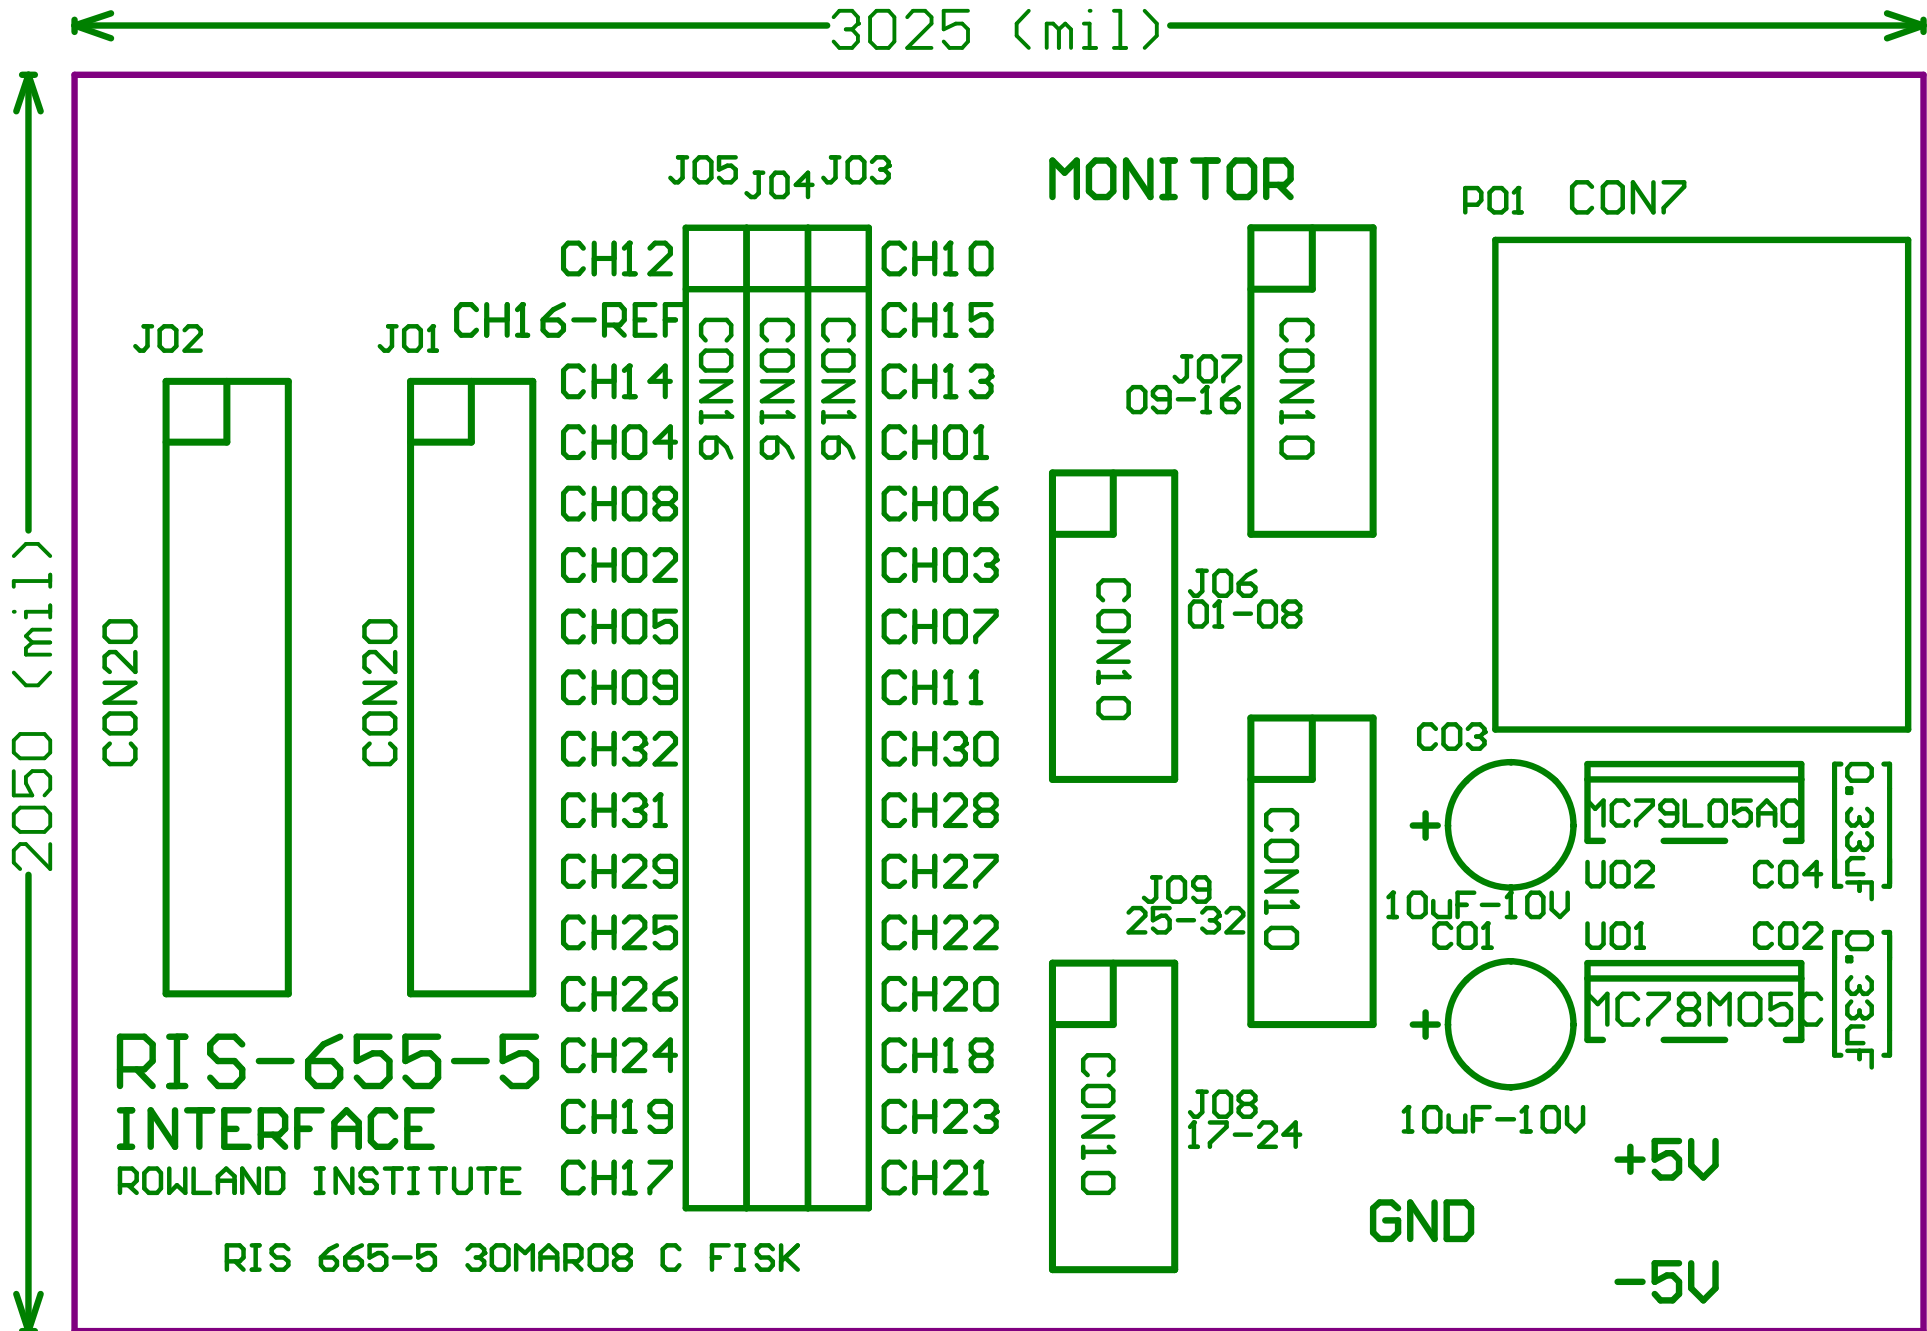 3025 (mil)
2050 (mil)
J05
J04
J03
MONITOR
P01 CON7
CH12 CH10
CH16-REF CH15
CH14 CH13
CH04 CH01
CH08 CH06
CH02 CH03
CH05 CH07
CH09 CH11
CH32 CH30
CH31 CH28
CH29 CH27
CH25 CH22
CH26 CH20
CH24 CH18
CH19 CH23
CH17 CH21
CON16
CON16
CON16
J02
CON20
J01
CON20
J07
09-16
CON10
J06
01-08
CON10
J09
25-32
CON10
J08
17-24
CON10
C03
10uF-10V
MC79L05AC
U02
C04
0.33uF
C01
10uF-10V
U01
MC78M05C
C02
0.33uF
+5V
GND
-5V
RIS-655-5
INTERFACE
ROWLAND INSTITUTE
RIS 665-5 30MAR08 C FISK